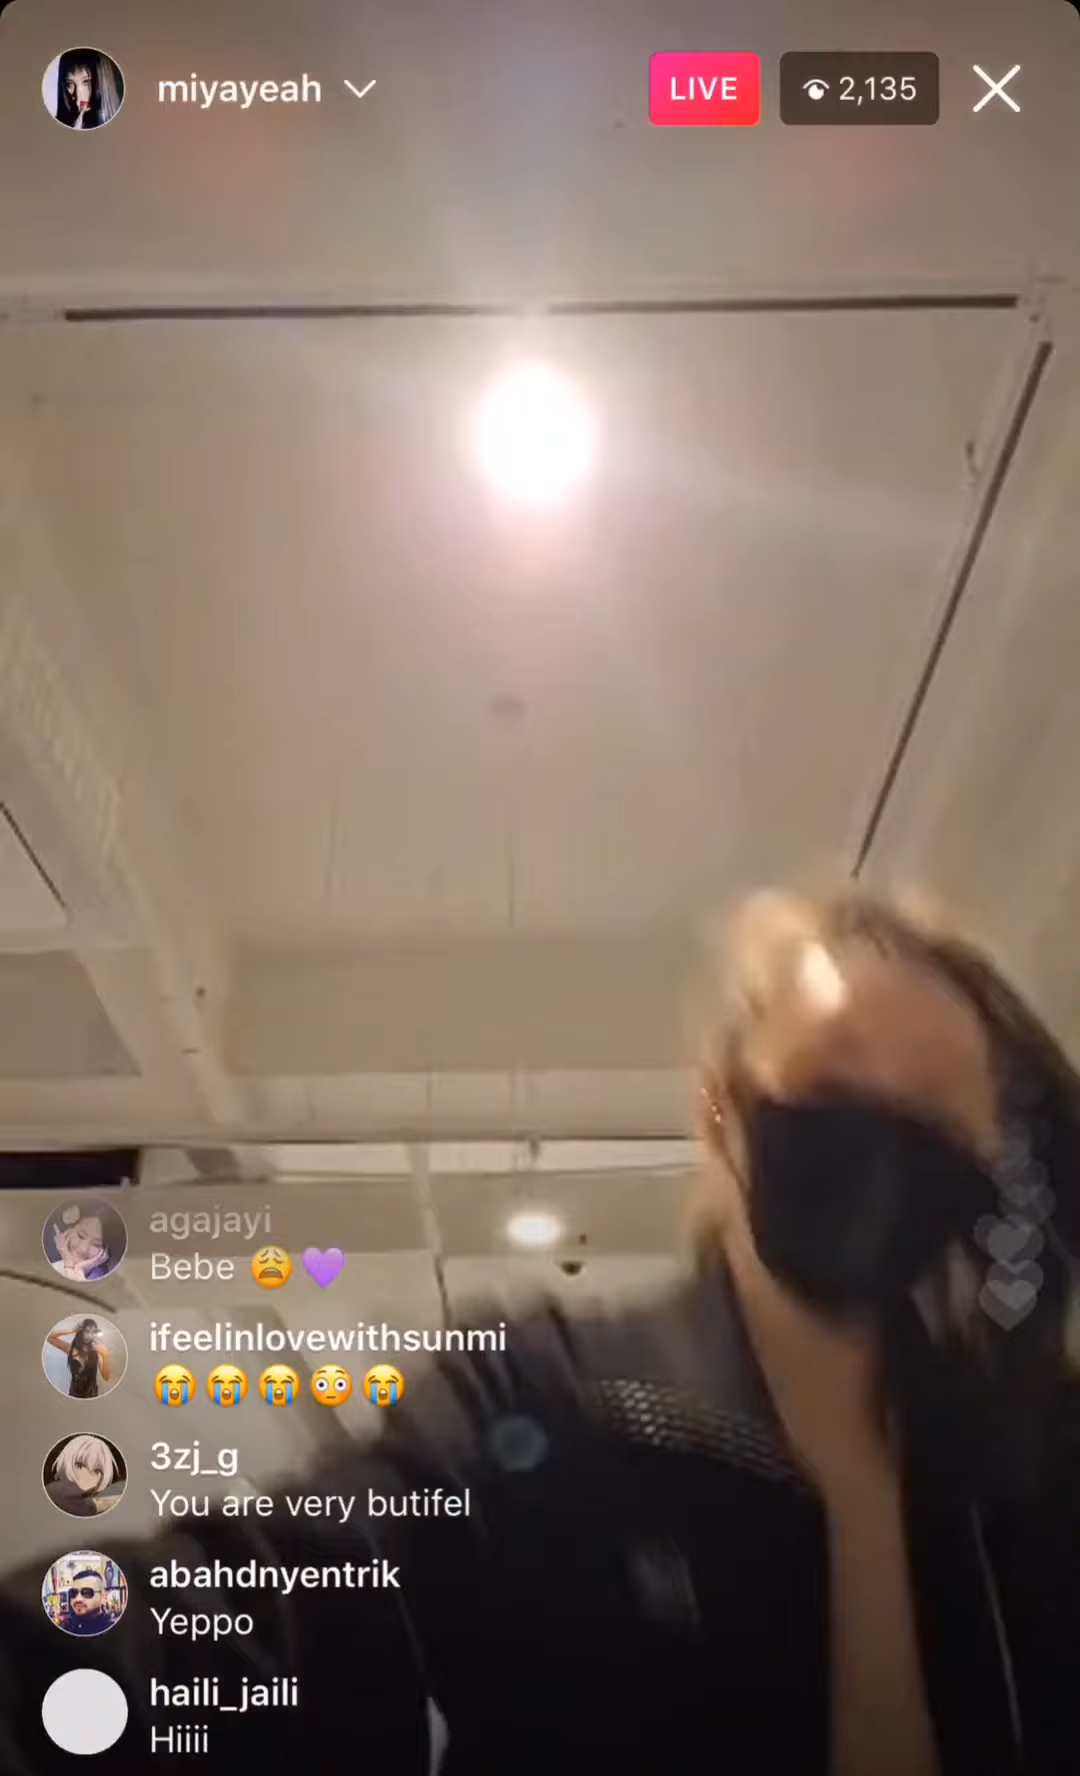 miyayeah
LIVE
2,135
agajayi
Bebe 😩💜
ifeelinlovewithsunmi
😭😭😭😳😭
3zj_g
You are very butifel
abahdnyentrik
Yeppo
haili_jaili
Hiiii